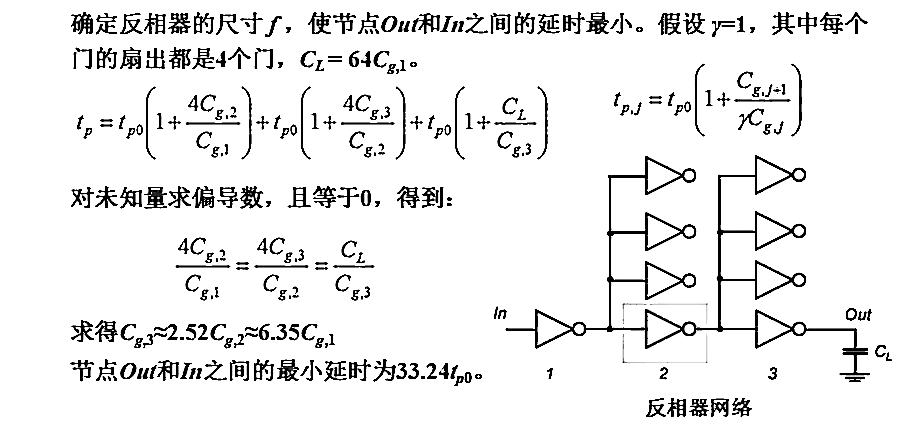 确定反相器的尺寸f，使节点Out和In之间的延时最小。假设γ=1，其中每个
门的扇出都是4个门，C_L = 64C_{g,1}。
t_p = t_{p0}(1+\frac{4C_{g,2}}{C_{g,1}}) + t_{p0}(1+\frac{4C_{g,3}}{C_{g,2}}) + t_{p0}(1+\frac{C_L}{C_{g,3}})
t_{p,j} = t_{p0}(1+\frac{C_{g,j+1}}{γC_{g,j}})
对未知量求偏导数，且等于0，得到：
\frac{4C_{g,2}}{C_{g,1}} = \frac{4C_{g,3}}{C_{g,2}} = \frac{C_L}{C_{g,3}}
求得C_{g,3}≈2.52C_{g,2}≈6.35C_{g,1}
节点Out和In之间的最小延时为33.24t_{p0}。
In
Out
C_L
1 2 3
反相器网络